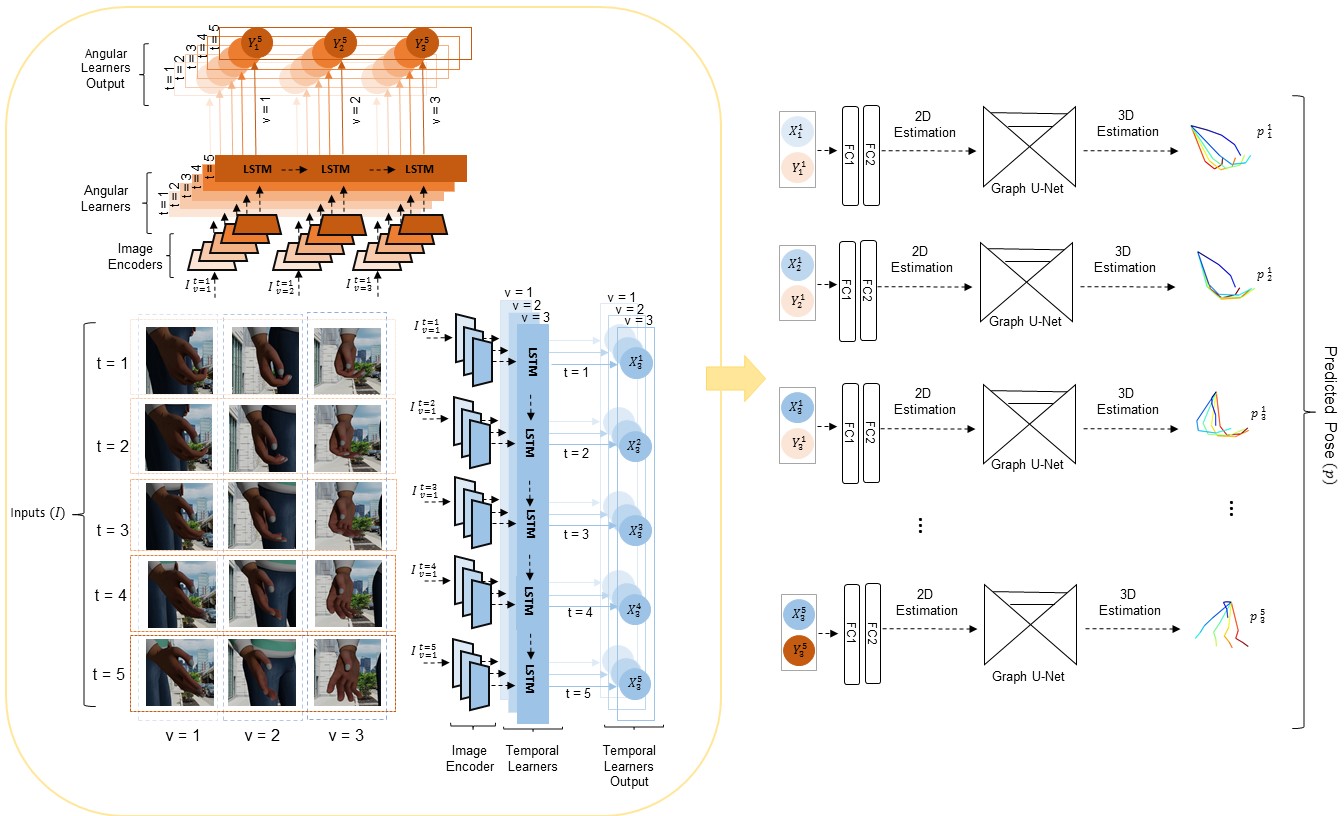 Angular
Learners
Output
t = 1
t = 2
t = 3
t = 4
t = 5
Y_1^5
Y_2^5
Y_3^5
v = 1
v = 2
v = 3
Angular
Learners
t = 1
t = 2
t = 3
t = 4
t = 5
LSTM
LSTM
LSTM
Image
Encoders
I_{v=1}^{t=1}
I_{v=2}^{t=1}
I_{v=3}^{t=1}
Inputs (I)
t = 1
t = 2
t = 3
t = 4
t = 5
v = 1
v = 2
v = 3
I_{v=1}^{t=1}
I_{v=1}^{t=2}
I_{v=1}^{t=3}
I_{v=1}^{t=4}
I_{v=1}^{t=5}
v = 1
v = 2
v = 3
LSTM
LSTM
LSTM
LSTM
LSTM
t = 1
t = 2
t = 3
t = 4
t = 5
v = 1
v = 2
v = 3
X_3^1
X_3^2
X_3^3
X_3^4
X_3^5
Image
Encoder
Temporal
Learners
Temporal
Learners
Output
X_1^1
Y_1^1
FC1
FC2
2D
Estimation
Graph U-Net
3D
Estimation
p_1^1
X_2^1
Y_2^1
FC1
FC2
2D
Estimation
Graph U-Net
3D
Estimation
p_2^1
X_3^1
Y_3^1
FC1
FC2
2D
Estimation
Graph U-Net
3D
Estimation
p_3^1
⋮
⋮
X_3^5
Y_3^5
FC1
FC2
2D
Estimation
Graph U-Net
3D
Estimation
p_3^5
Predicted Pose (p)